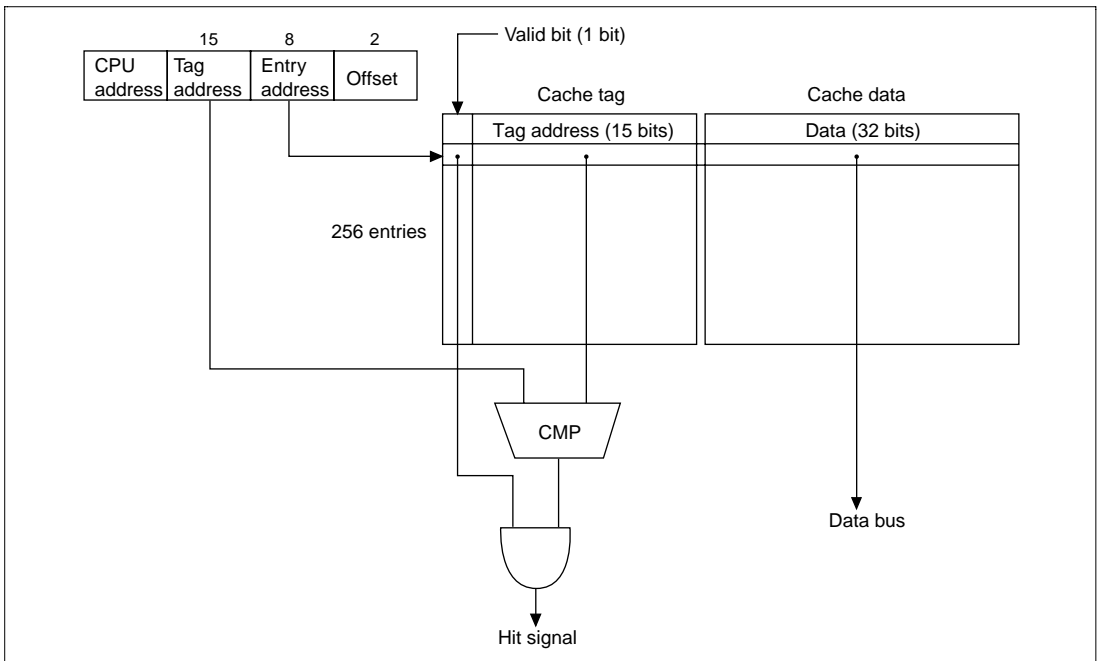 15 8 2
Valid bit (1 bit)
CPU address
Tag address
Entry address
Offset
Cache tag
Cache data
Tag address (15 bits)
Data (32 bits)
256 entries
CMP
Data bus
Hit signal